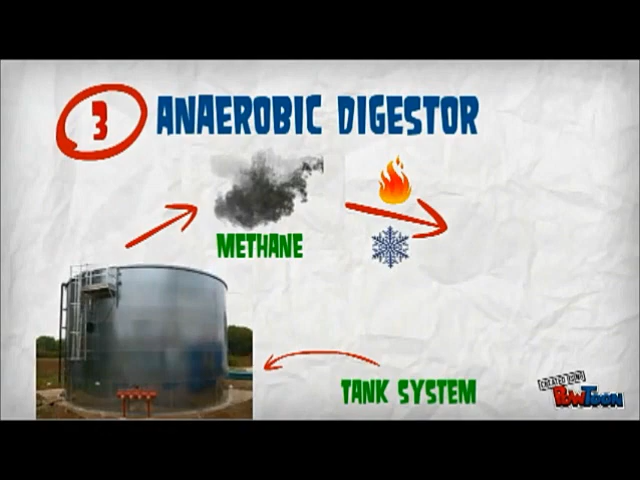 3 ANAEROBIC DIGESTOR
METHANE
TANK SYSTEM
CREATED USING
POWTOON